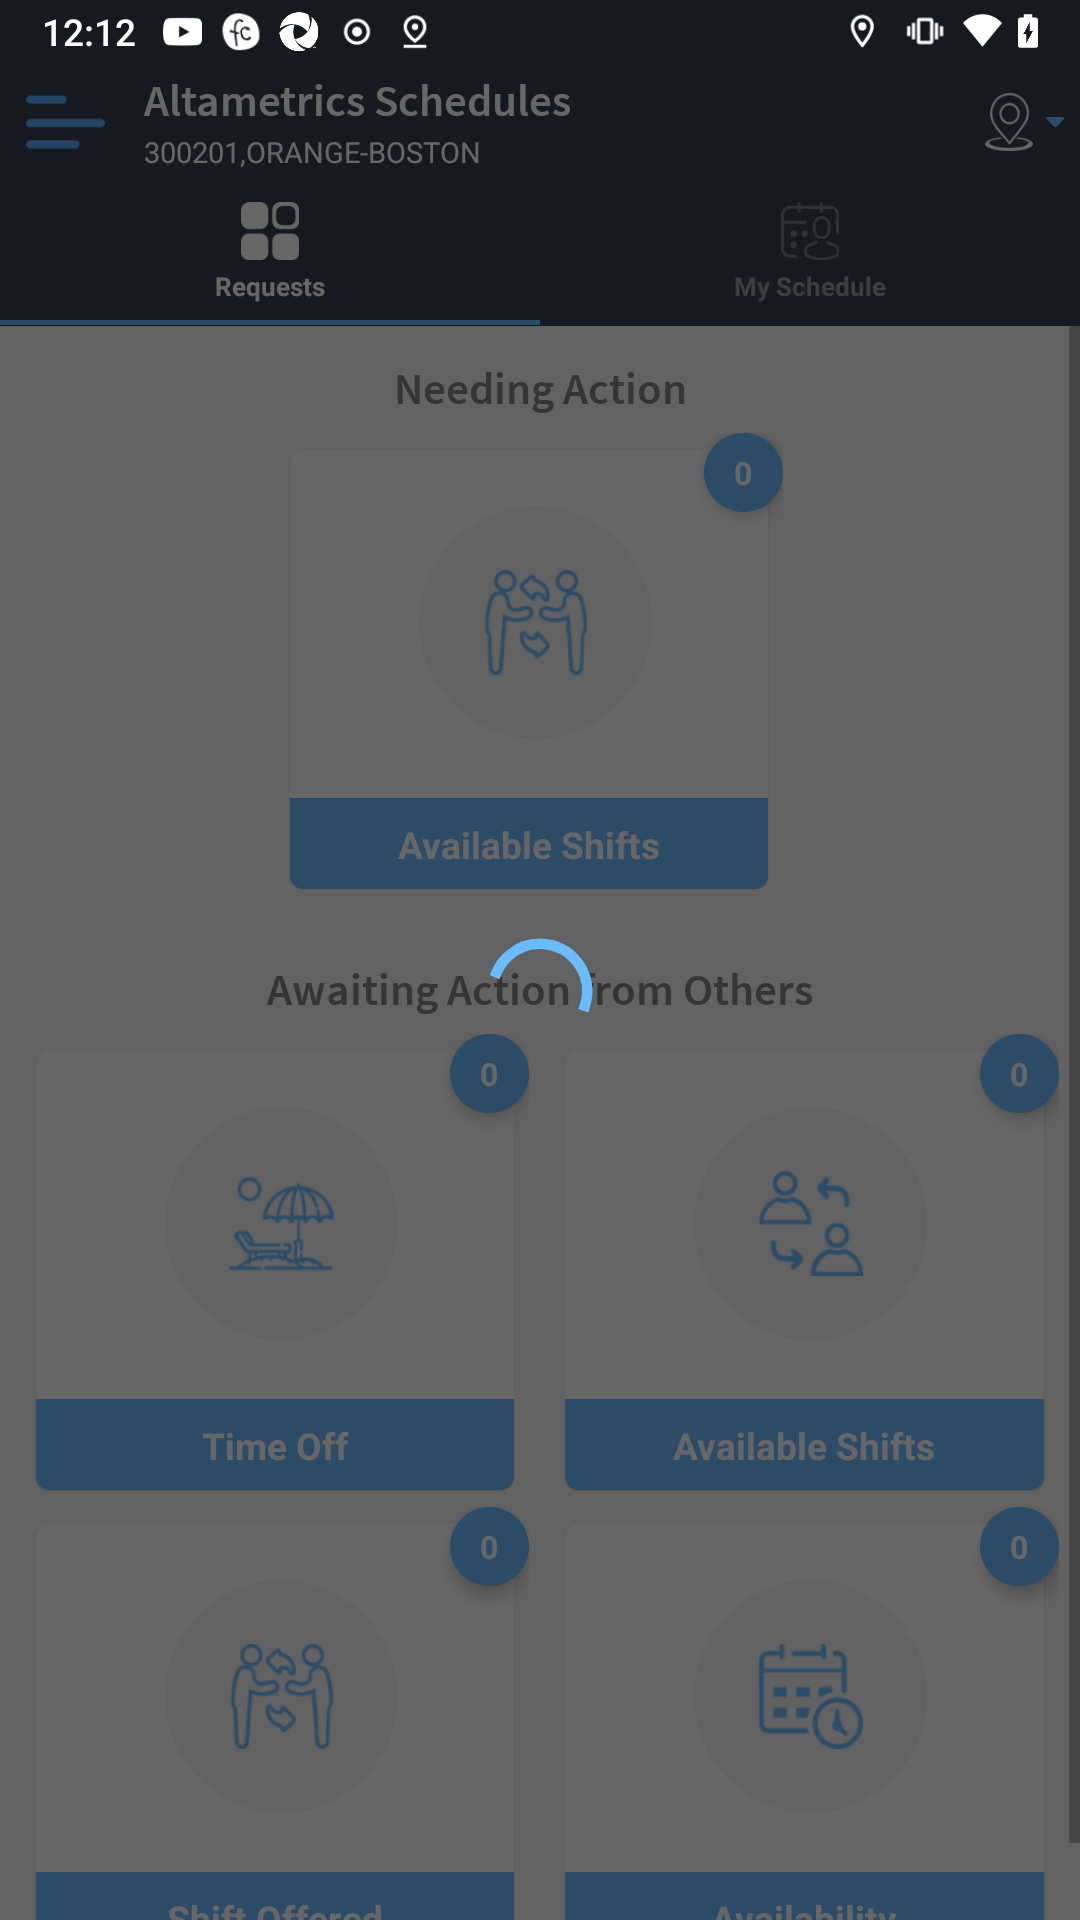 12:12
Altametrics Schedules
300201,ORANGE-BOSTON
Requests
My Schedule
Needing Action
0
Available Shifts
Awaiting Action from Others
0
0
Time Off
Available Shifts
0
0
Shift Offered
Availability